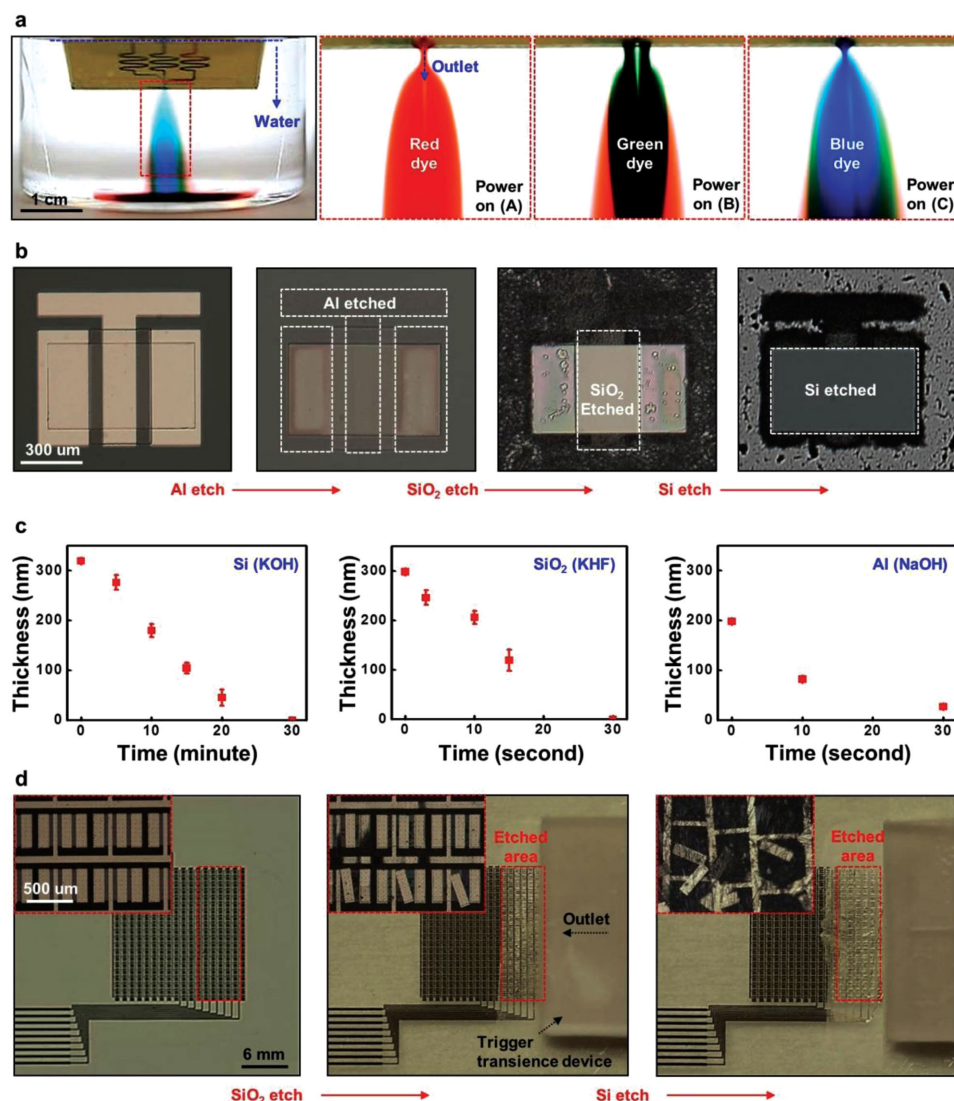 a
Water
1 cm
Outlet
Red
dye
Power
on (A)
Green
dye
Power
on (B)
Blue
dye
Power
on (C)
b
300 um
Al etched
SiO₂
Etched
Si etched
Al etch
SiO₂ etch
Si etch
c
Si (KOH)
Thickness (nm)
300
200
100
0
0 10 20 30
Time (minute)
SiO₂ (KHF)
Thickness (nm)
300
200
100
0
0 10 20 30
Time (second)
Al (NaOH)
Thickness (nm)
300
200
100
0
0 10 20 30
Time (second)
d
500 um
6 mm
Etched
area
Outlet
Trigger
transience device
Etched
area
SiO₂ etch
Si etch